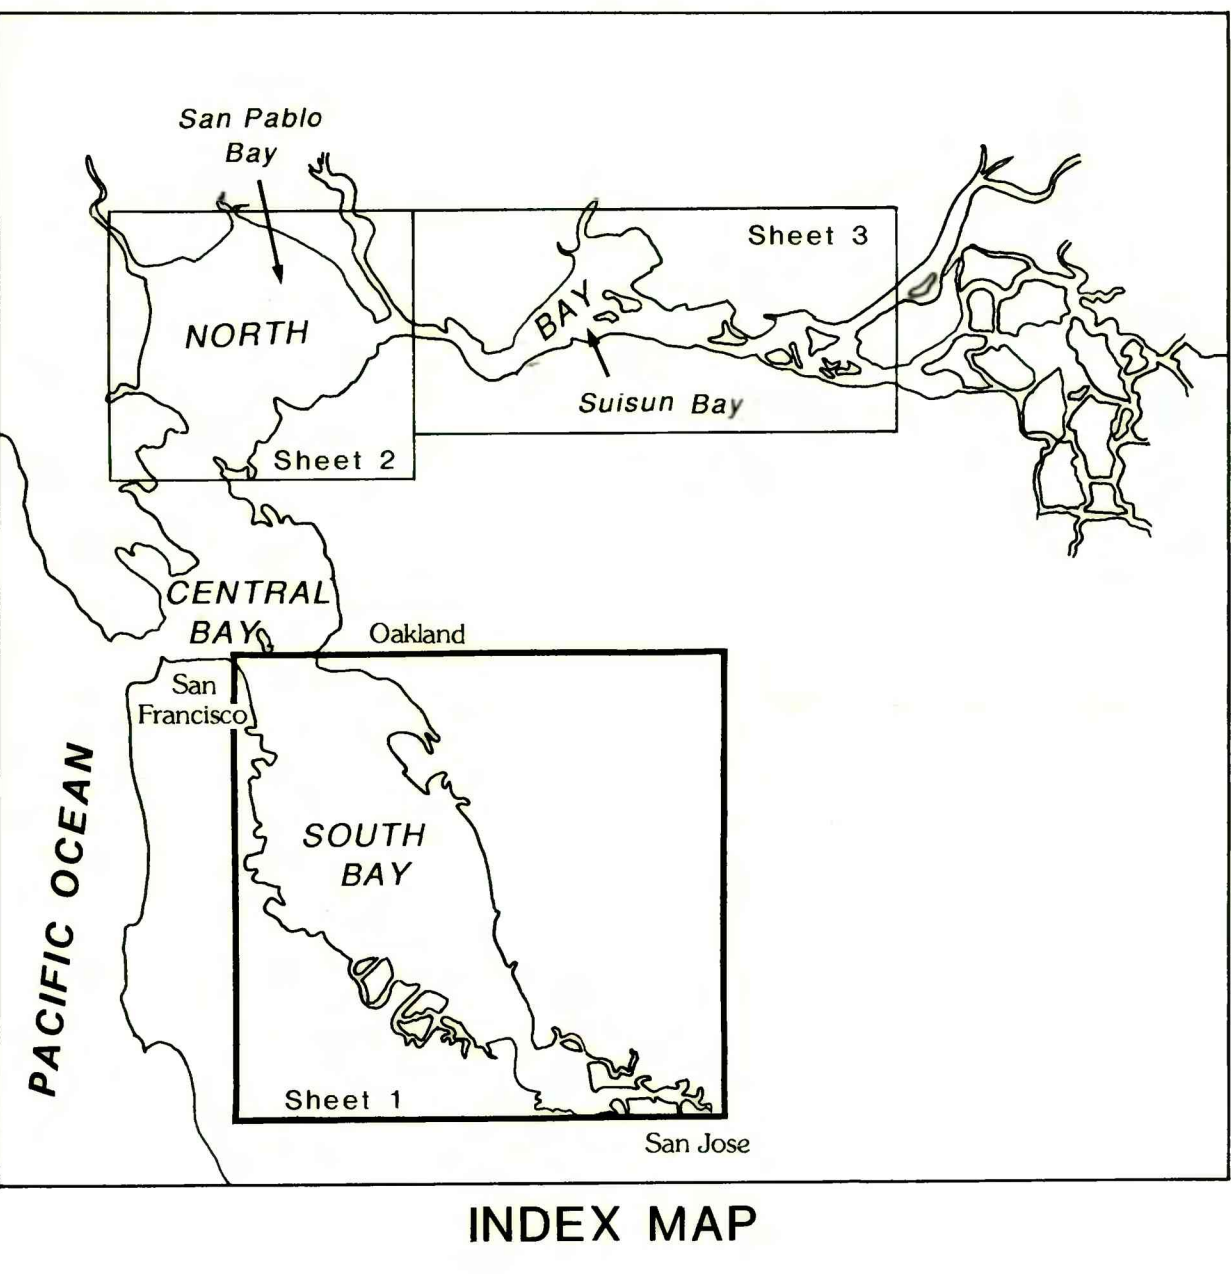 San Pablo
Bay
Sheet 3
NORTH
BAY
Suisun Bay
Sheet 2
CENTRAL
BAY
Oakland
San
Francisco
PACIFIC OCEAN
SOUTH
BAY
Sheet 1
San Jose
INDEX MAP